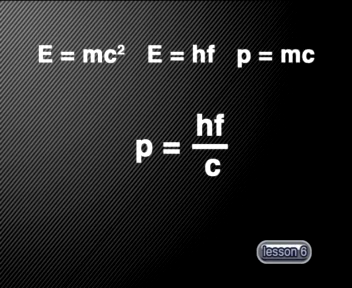 E = mc² E = hf p = mc
p = hf/c
lesson 6